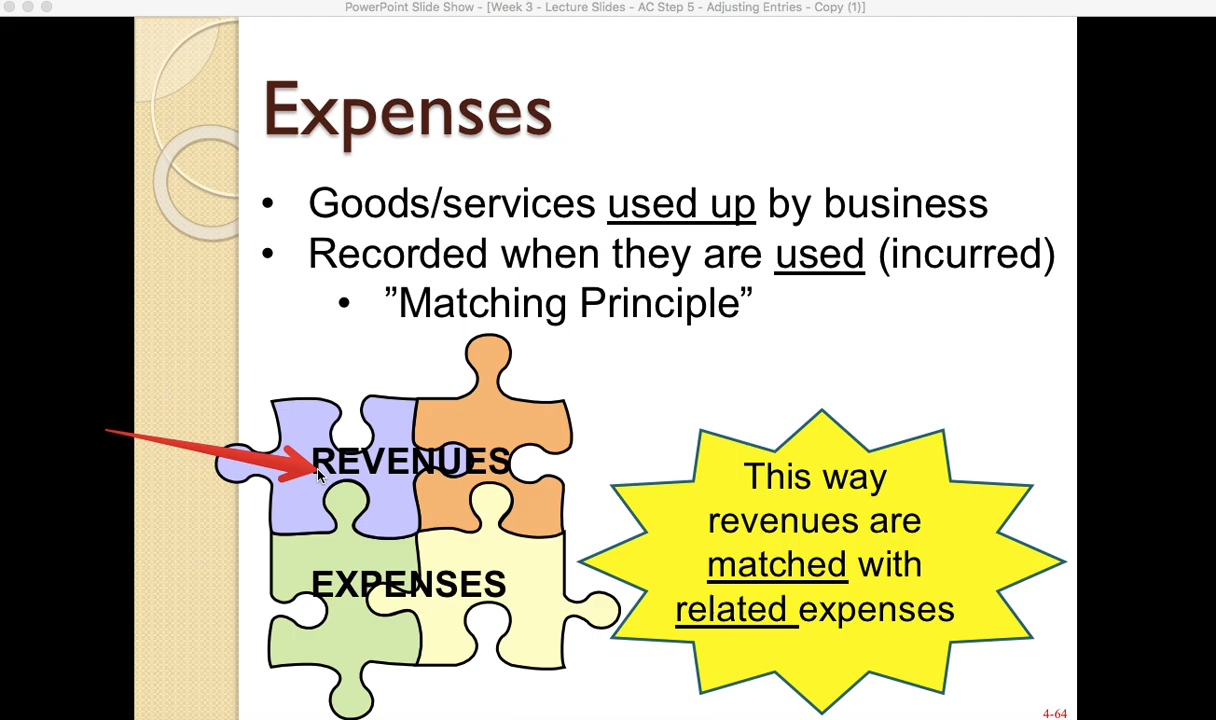 PowerPoint Slide Show - [Week 3 - Lecture Slides - AC Step 5 - Adjusting Entries - Copy (1)]
Expenses
• Goods/services used up by business
• Recorded when they are used (incurred)
• ”Matching Principle”
REVENUES
EXPENSES
This way
revenues are
matched with
related expenses
4-64